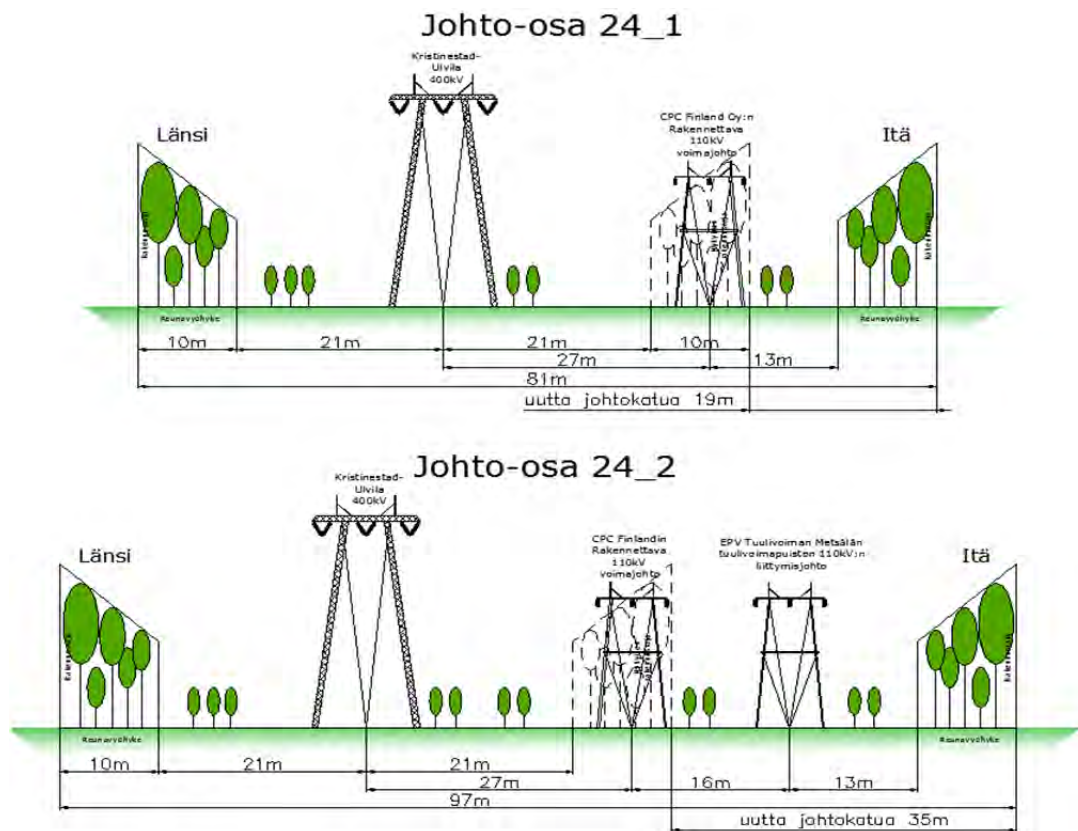 Johto-osa 24_1
Kristinestad-
Ulvila
400kV
CPC Finland Oy:n
Rakennettava
110kV
voimajohto
Länsi
Itä
Reunavyöhyke
Reunavyöhyke
10m
21m
21m
10m
27m
13m
81m
uutta johtokatua 19m
Johto-osa 24_2
Kristinestad-
Ulvila
400kV
CPC Finlandin
Rakennettava
110kV
voimajohto
EPV Tuulivoiman Metsälän
tuulivoimapuiston 110kV:n
liittymisjohto
Länsi
Itä
Reunavyöhyke
Reunavyöhyke
10m
21m
21m
27m
16m
13m
97m
uutta johtokatua 35m